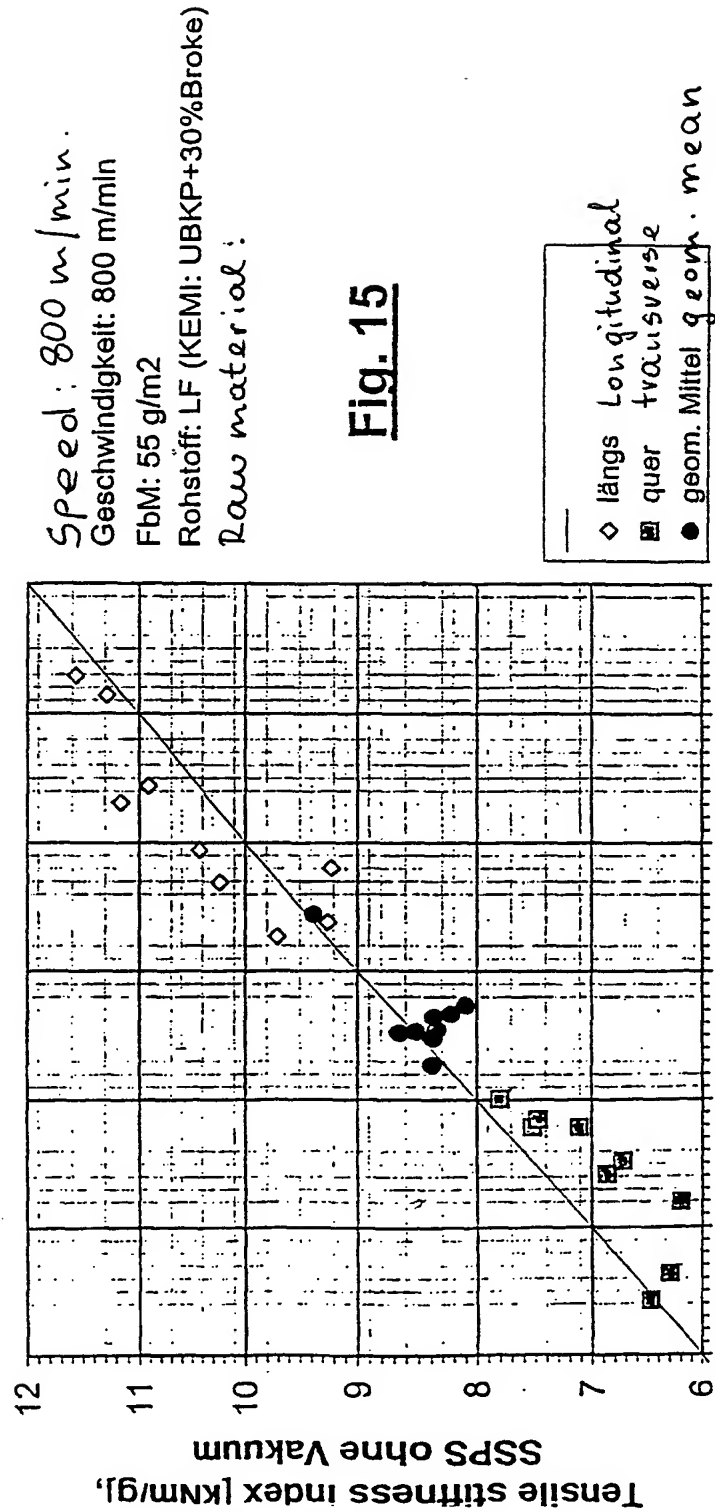 Speed: 800 m/min.
Geschwindigkeit: 800 m/min
FbM: 55 g/m2
Rohstoff: LF (KEMI: UBKP+30%Broke)
Raw material:
Fig. 15
längs Longitudinal
quer transverse
geom. Mittel geom. mean
12
11
10
9
8
7
6
Tensile stiffness index [kNm/g],
SSPS ohne Vakuum